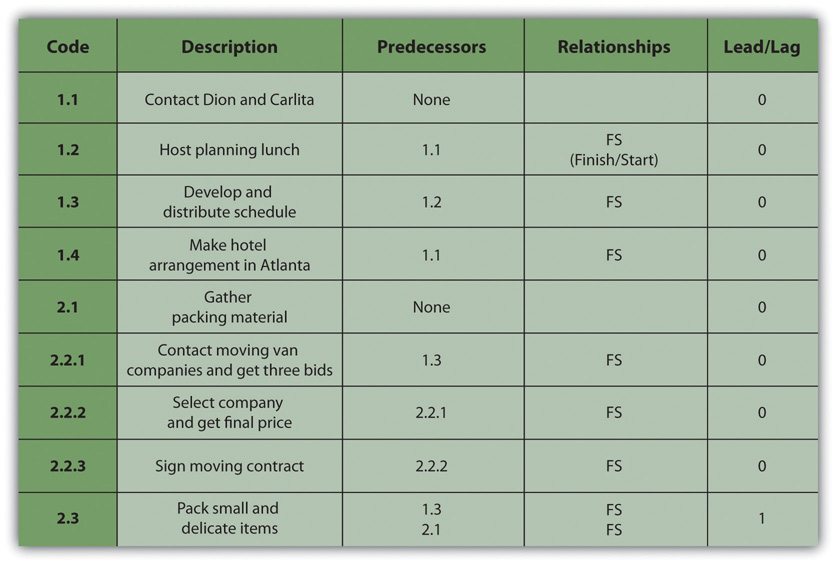 Code Description Predecessors Relationships Lead/Lag
1.1 Contact Dion and Carlita None 0
1.2 Host planning lunch 1.1 FS
(Finish/Start) 0
1.3 Develop and
distribute schedule 1.2 FS 0
1.4 Make hotel
arrangement in Atlanta 1.1 FS 0
2.1 Gather
packing material None 0
2.2.1 Contact moving van
companies and get three bids 1.3 FS 0
2.2.2 Select company
and get final price 2.2.1 FS 0
2.2.3 Sign moving contract 2.2.2 FS 0
2.3 Pack small and
delicate items 1.3
2.1 FS
FS 1